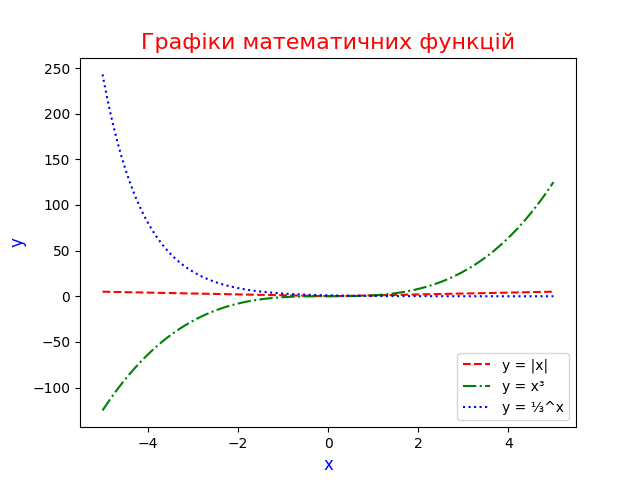 Графіки математичних функцій
250
200
150
100
50
0
−50
−100
y
−4
−2
0
2
4
x
y = |x|
y = x³
y = ⅓^x